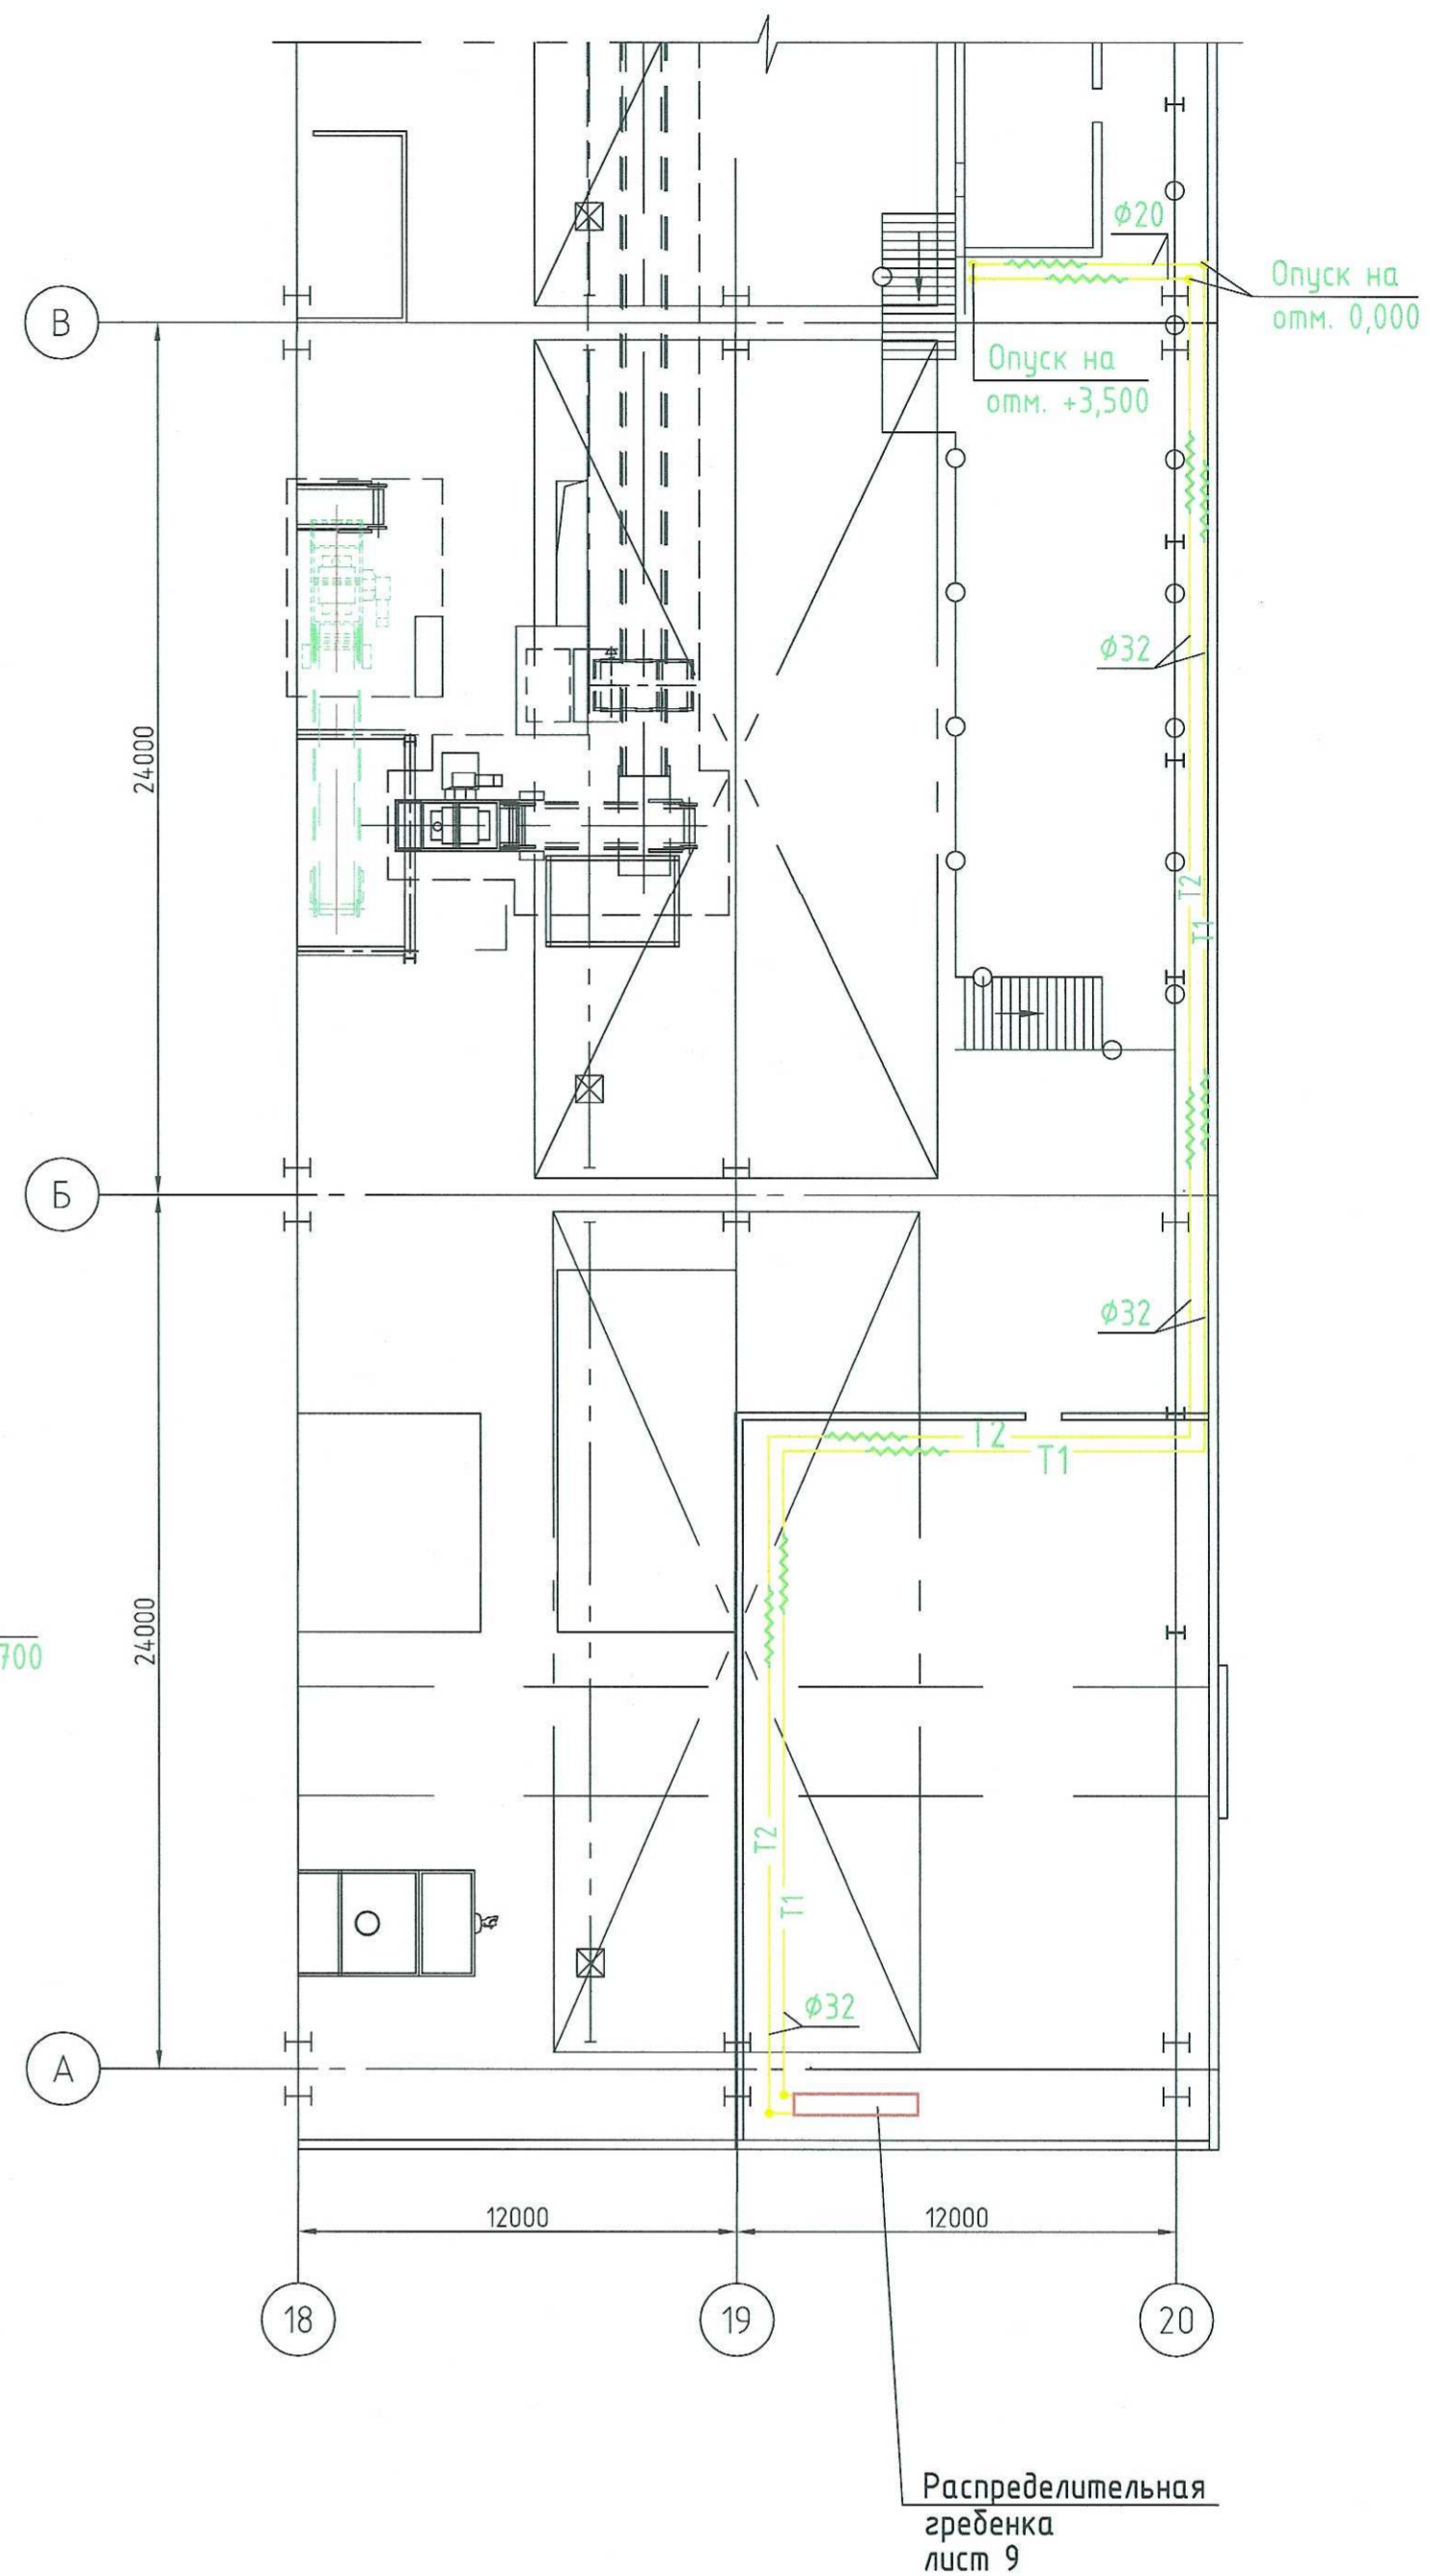 Ø20
Опуск на
отм. 0,000
В
Опуск на
отм. +3,500
Ø32
24000
Т2
Т1
Б
Ø32
Т2
Т1
24000
700
Т2
Т1
Ø32
А
12000
12000
18
19
20
Распределительная
гребенка
лист 9